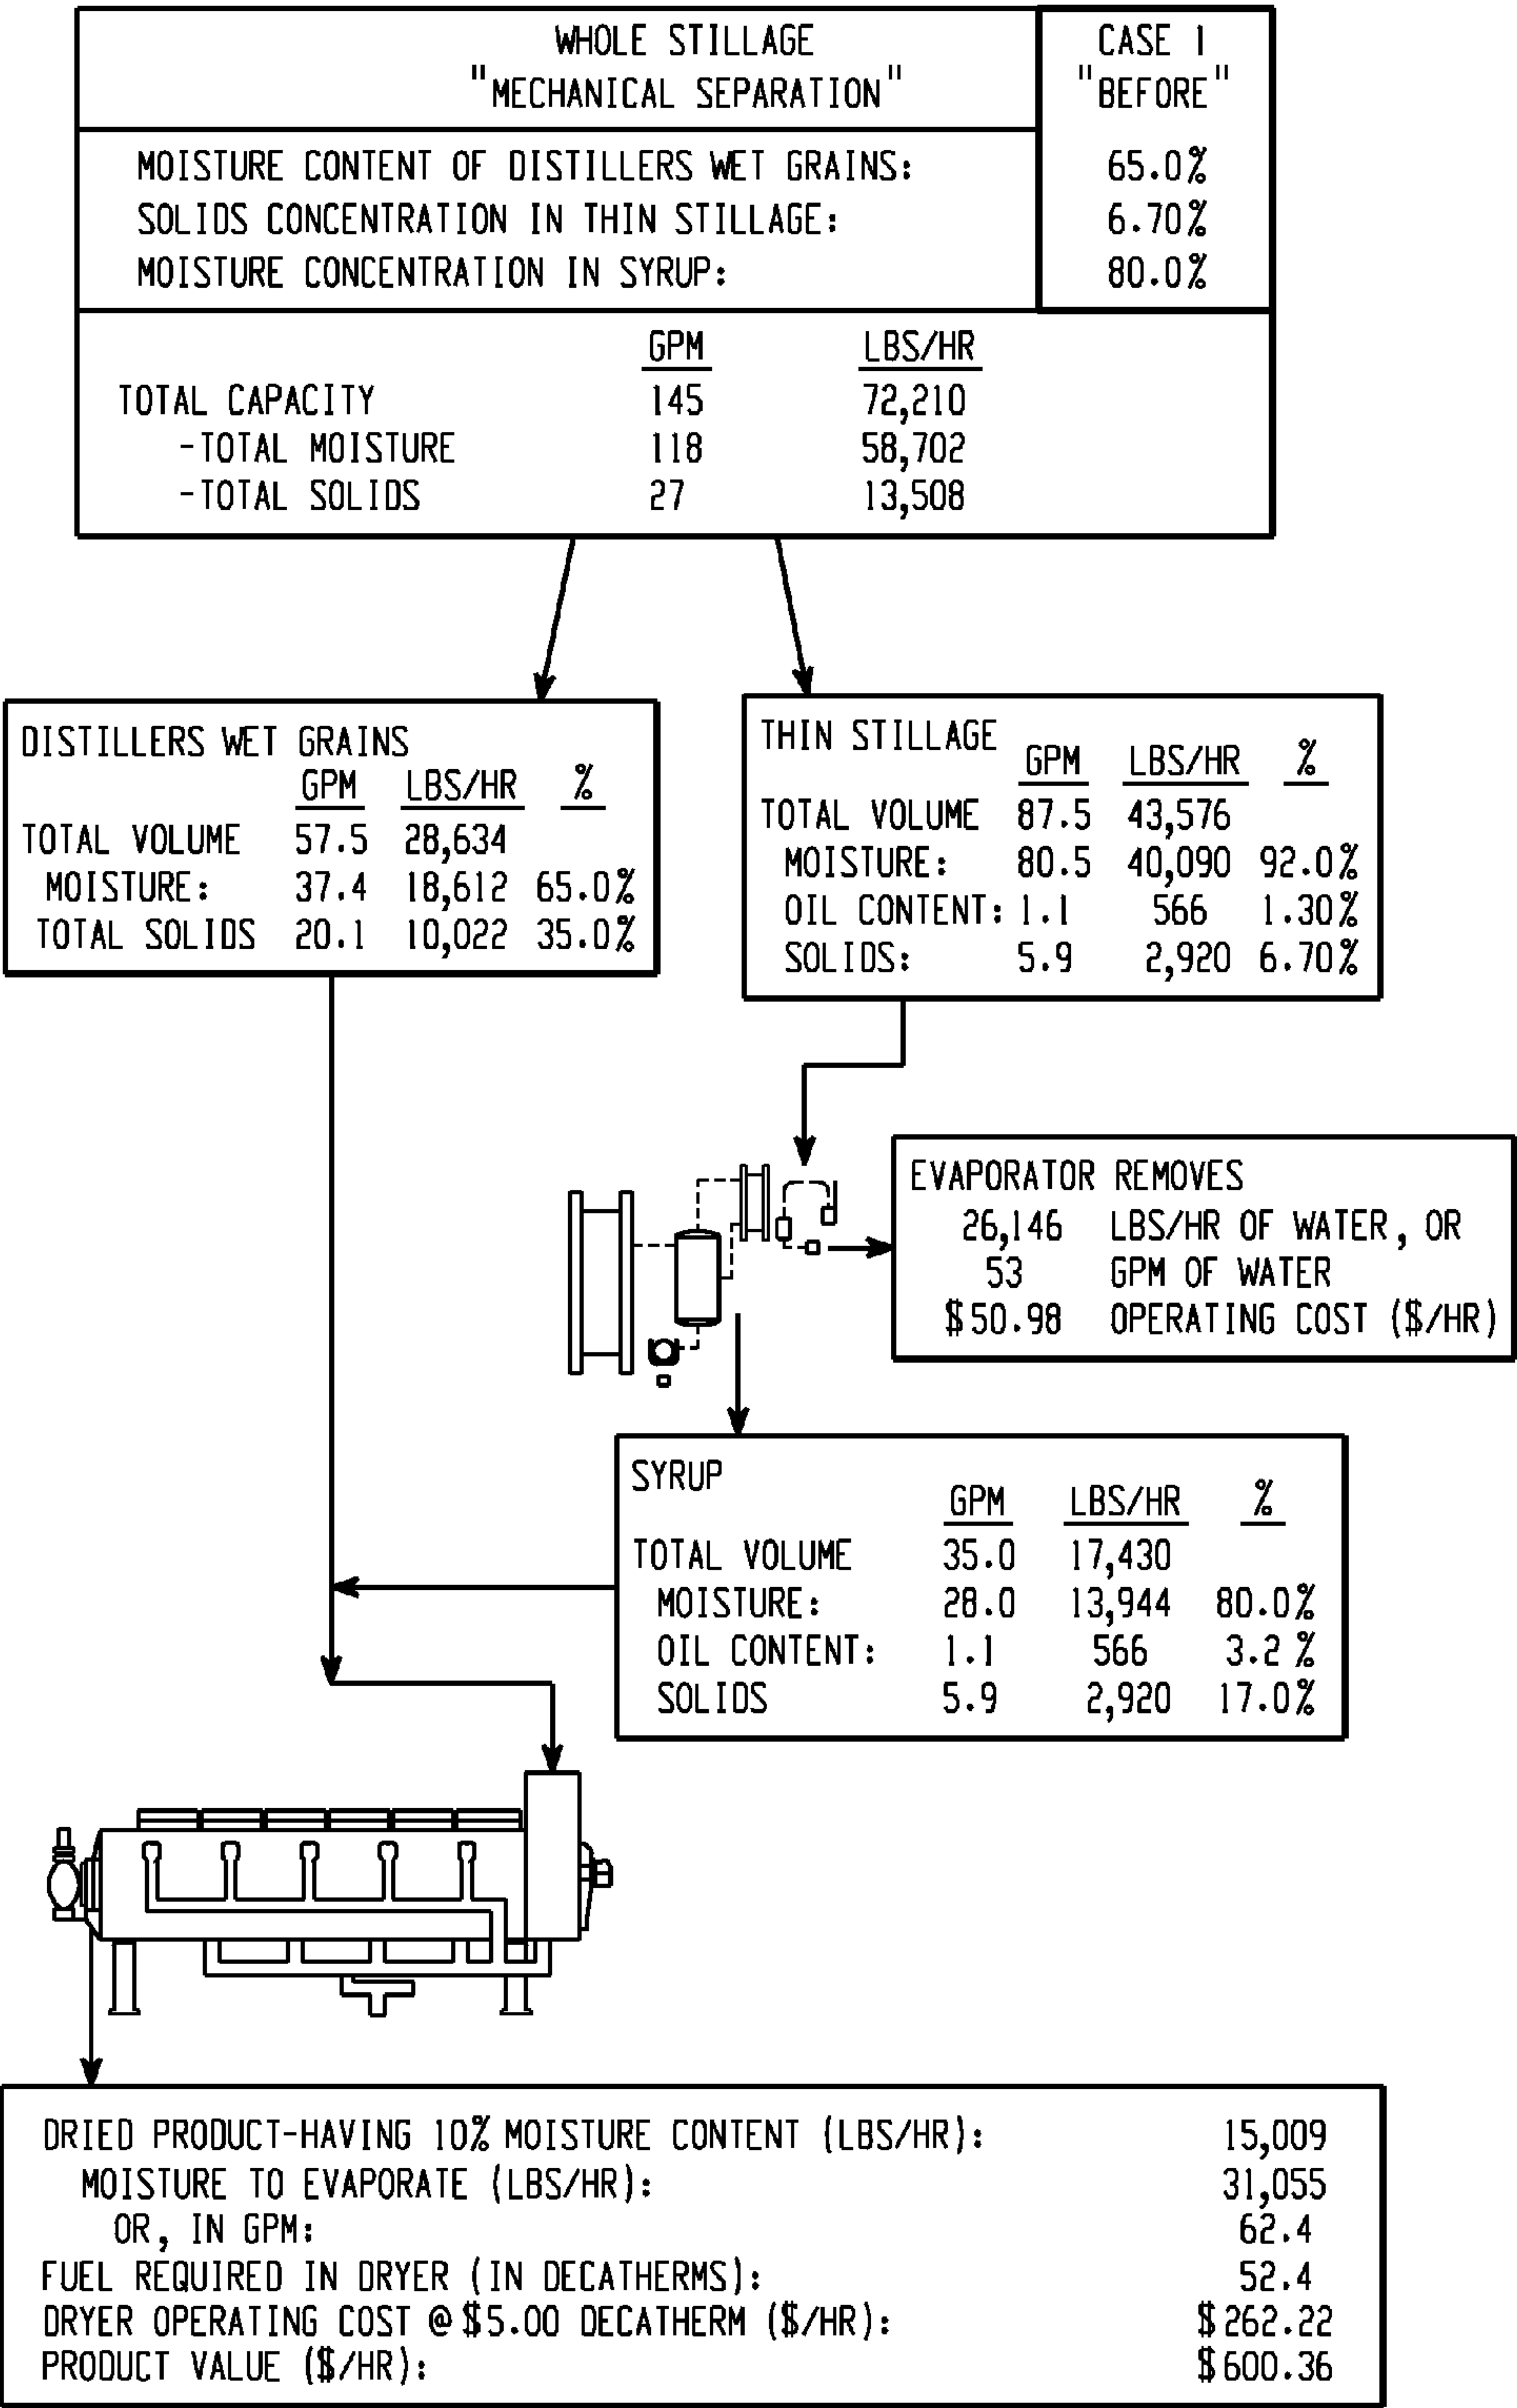 WHOLE STILLAGE
"MECHANICAL SEPARATION"
CASE 1
"BEFORE"
MOISTURE CONTENT OF DISTILLERS WET GRAINS: 65.0%
SOLIDS CONCENTRATION IN THIN STILLAGE: 6.70%
MOISTURE CONCENTRATION IN SYRUP: 80.0%
GPM LBS/HR
TOTAL CAPACITY 145 72,210
-TOTAL MOISTURE 118 58,702
-TOTAL SOLIDS 27 13,508
DISTILLERS WET GRAINS
GPM LBS/HR %
TOTAL VOLUME 57.5 28,634
MOISTURE: 37.4 18,612 65.0%
TOTAL SOLIDS 20.1 10,022 35.0%
THIN STILLAGE
GPM LBS/HR %
TOTAL VOLUME 87.5 43,576
MOISTURE: 80.5 40,090 92.0%
OIL CONTENT: 1.1 566 1.30%
SOLIDS: 5.9 2,920 6.70%
EVAPORATOR REMOVES
26,146 LBS/HR OF WATER, OR
53 GPM OF WATER
$50.98 OPERATING COST ($/HR)
SYRUP
GPM LBS/HR %
TOTAL VOLUME 35.0 17,430
MOISTURE: 28.0 13,944 80.0%
OIL CONTENT: 1.1 566 3.2 %
SOLIDS 5.9 2,920 17.0%
DRIED PRODUCT-HAVING 10% MOISTURE CONTENT (LBS/HR): 15,009
MOISTURE TO EVAPORATE (LBS/HR): 31,055
OR, IN GPM: 62.4
FUEL REQUIRED IN DRYER (IN DECATHERMS): 52.4
DRYER OPERATING COST @ $5.00 DECATHERM ($/HR): $262.22
PRODUCT VALUE ($/HR): $600.36